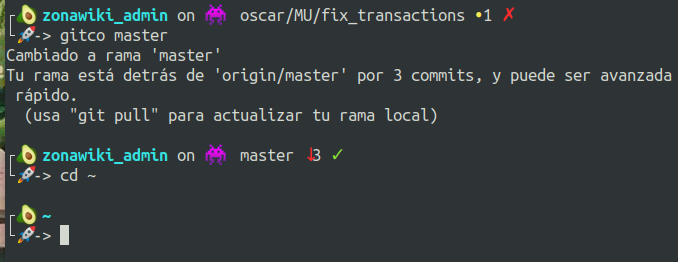 zonawiki_admin on 👾 oscar/MU/fix_transactions •1 ✗
-> gitco master
Cambiado a rama 'master'
Tu rama está detrás de 'origin/master' por 3 commits, y puede ser avanzada
rápido.
(usa "git pull" para actualizar tu rama local)
zonawiki_admin on 👾 master ↓3 ✓
-> cd ~
~
->